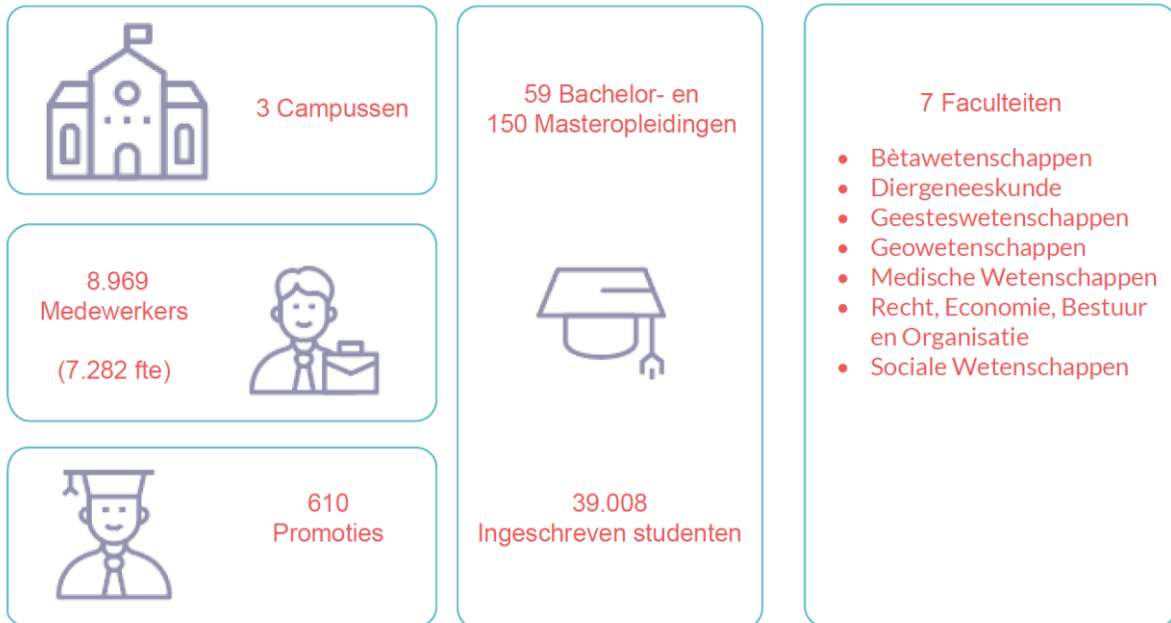 3 Campussen
8.969
Medewerkers
(7.282 fte)
610
Promoties
59 Bachelor- en
150 Masteropleidingen
39.008
Ingeschreven studenten
7 Faculteiten
• Bètawetenschappen
• Diergeneeskunde
• Geesteswetenschappen
• Geowetenschappen
• Medische Wetenschappen
• Recht, Economie, Bestuur
en Organisatie
• Sociale Wetenschappen